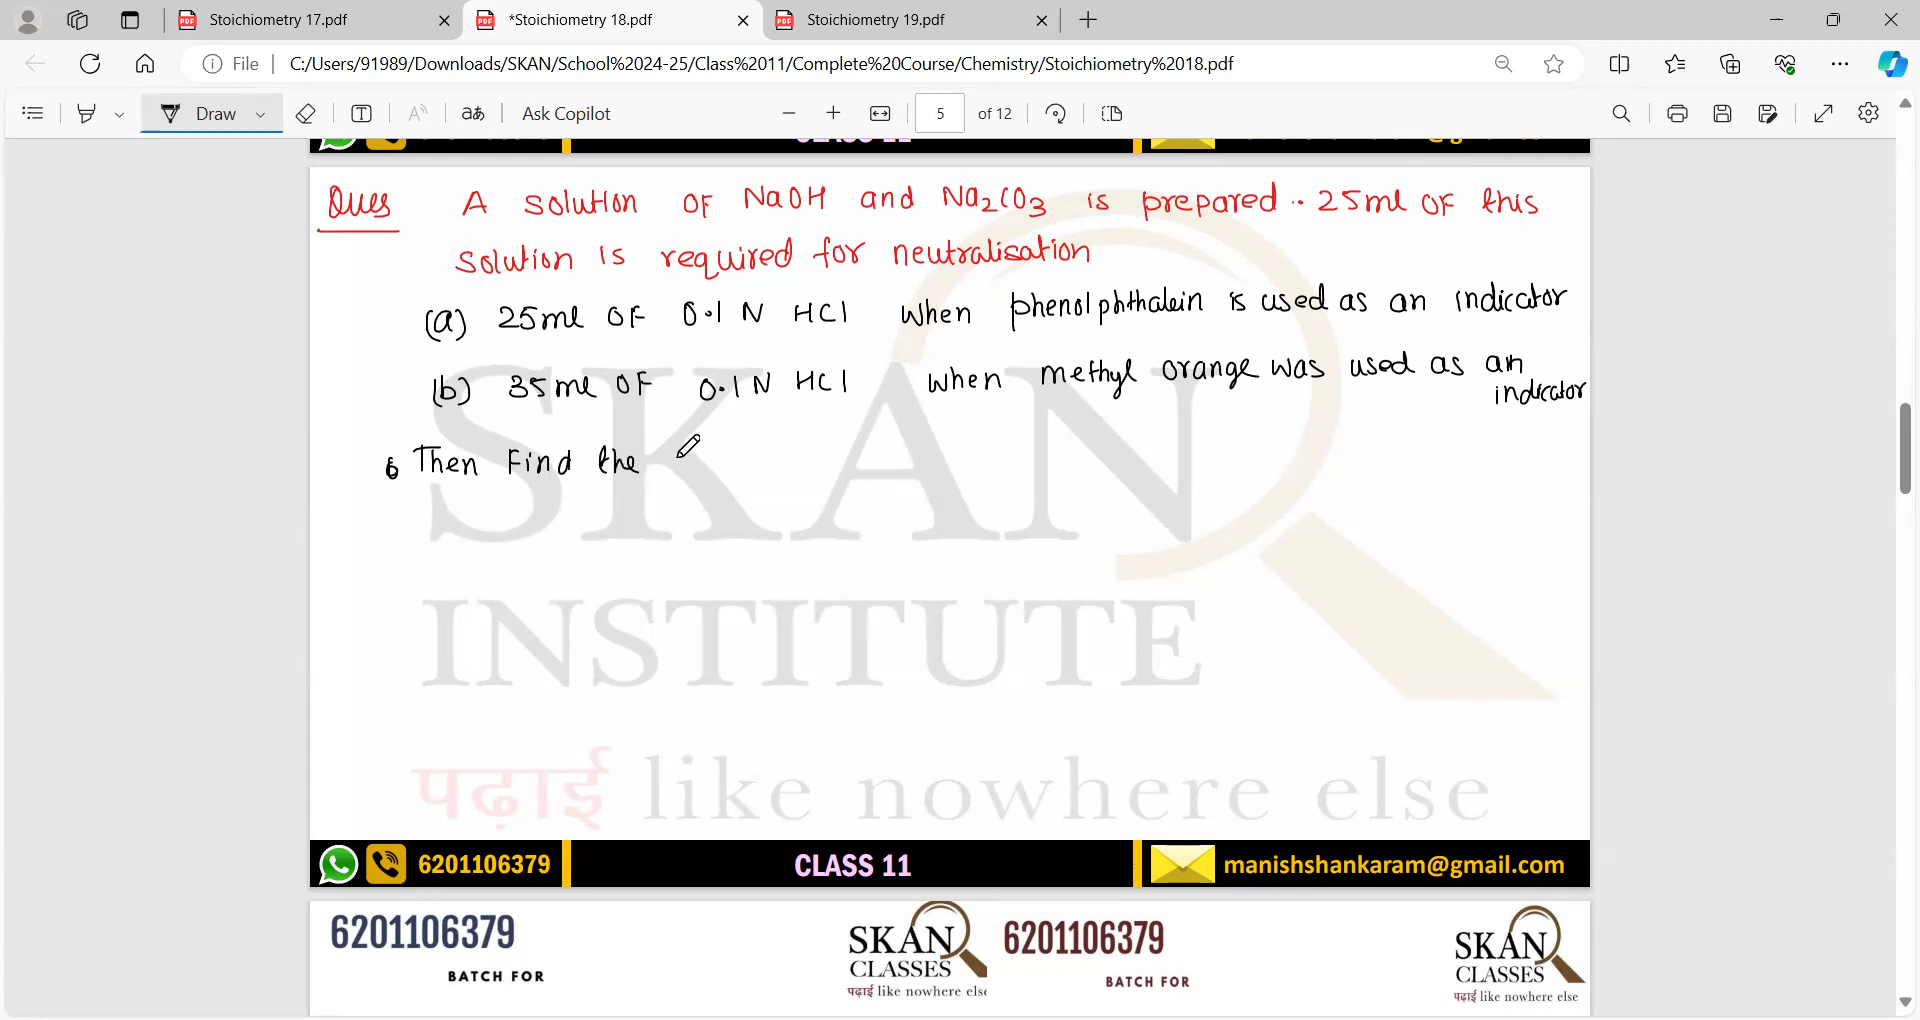 Stoichiometry 17.pdf
*Stoichiometry 18.pdf
Stoichiometry 19.pdf
File
C:/Users/91989/Downloads/SKAN/School%2024-25/Class%2011/Complete%20Course/Chemistry/Stoichiometry%2018.pdf
Draw
Ask Copilot
5
of 12
CLASS 11
Ques A solution of NaOH and Na2CO3 is prepared. 25ml of this
solution is required for neutralisation
(a) 25ml of 0.1 N HCl when phenolphthalein is used as an indicator
(b) 35ml of 0.1 N HCl when methyl orange was used as an
indicator
Then Find the
SKAN
INSTITUTE
पढ़ाई like nowhere else
6201106379
CLASS 11
manishshankaram@gmail.com
6201106379
BATCH FOR
SKAN
CLASSES
पढ़ाई like nowhere else
6201106379
BATCH FOR
SKAN
CLASSES
पढ़ाई like nowhere else